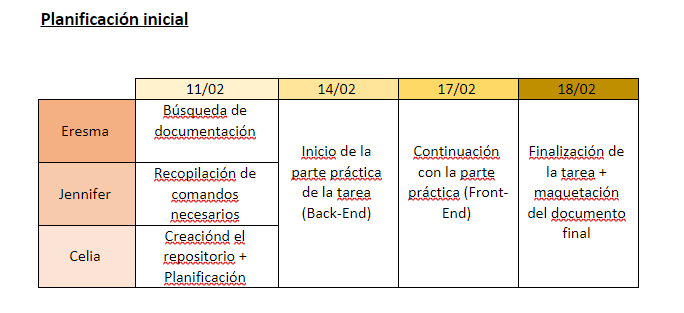 Planificación inicial
11/02
14/02
17/02
18/02
Eresma
Búsqueda de
documentación
Jennifer
Recopilación de
comandos
necesarios
Celia
Creaciónd el
repositorio +
Planificación
Inicio de la
parte práctica
de la tarea
(Back-End)
Continuación
con la parte
práctica (Front-
End)
Finalización de
la tarea +
maquetación
del documento
final